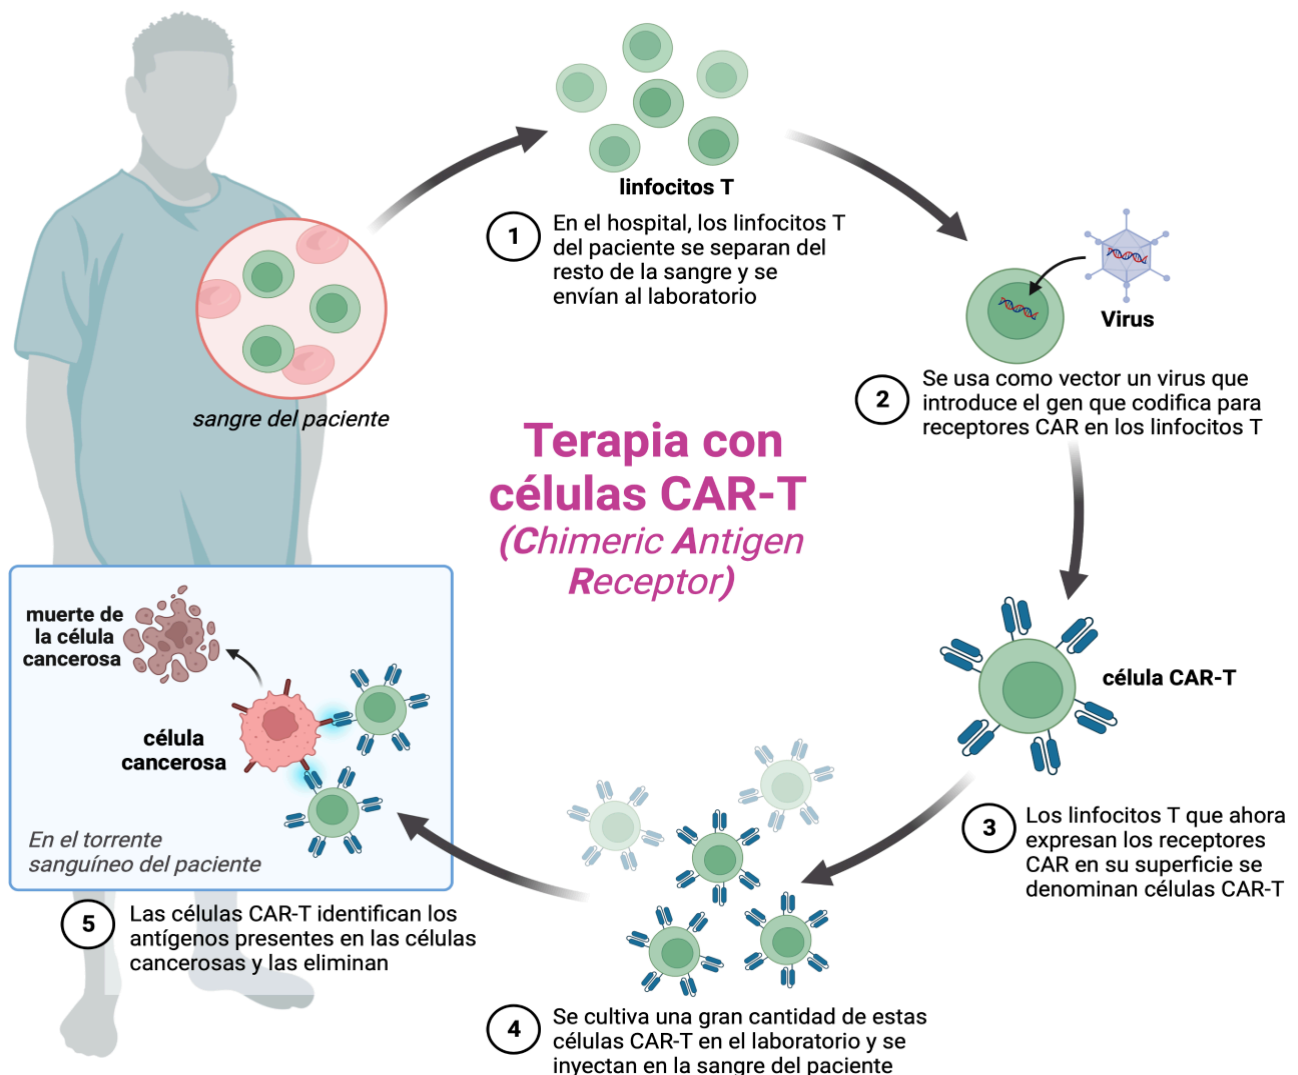 linfocitos T
1
En el hospital, los linfocitos T
del paciente se separan del
resto de la sangre y se
envían al laboratorio
Virus
2
Se usa como vector un virus que
introduce el gen que codifica para
receptores CAR en los linfocitos T
sangre del paciente
Terapia con
células CAR-T
(Chimeric Antigen
Receptor)
célula CAR-T
3
Los linfocitos T que ahora
expresan los receptores
CAR en su superficie se
denominan células CAR-T
4
Se cultiva una gran cantidad de estas
células CAR-T en el laboratorio y se
inyectan en la sangre del paciente
muerte de
la célula
cancerosa
célula
cancerosa
En el torrente
sanguíneo del paciente
5
Las células CAR-T identifican los
antígenos presentes en las células
cancerosas y las eliminan